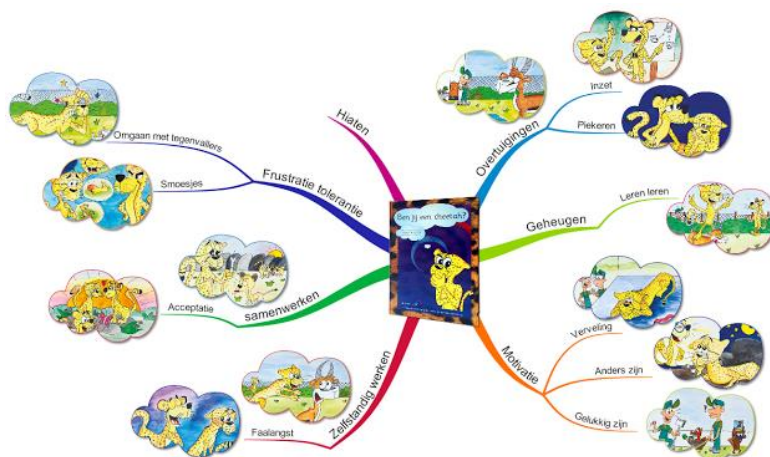 Hiaten
Overtuigingen
Inzet
Piekeren
Geheugen
Leren leren
Motivatie
Verveling
Anders zijn
Gelukkig zijn
Zelfstandig werken
Faalangst
samenwerken
Acceptatie
Frustratie tolerantie
Omgaan met tegenvallers
Smoesjes
Ben jij een cheetah?